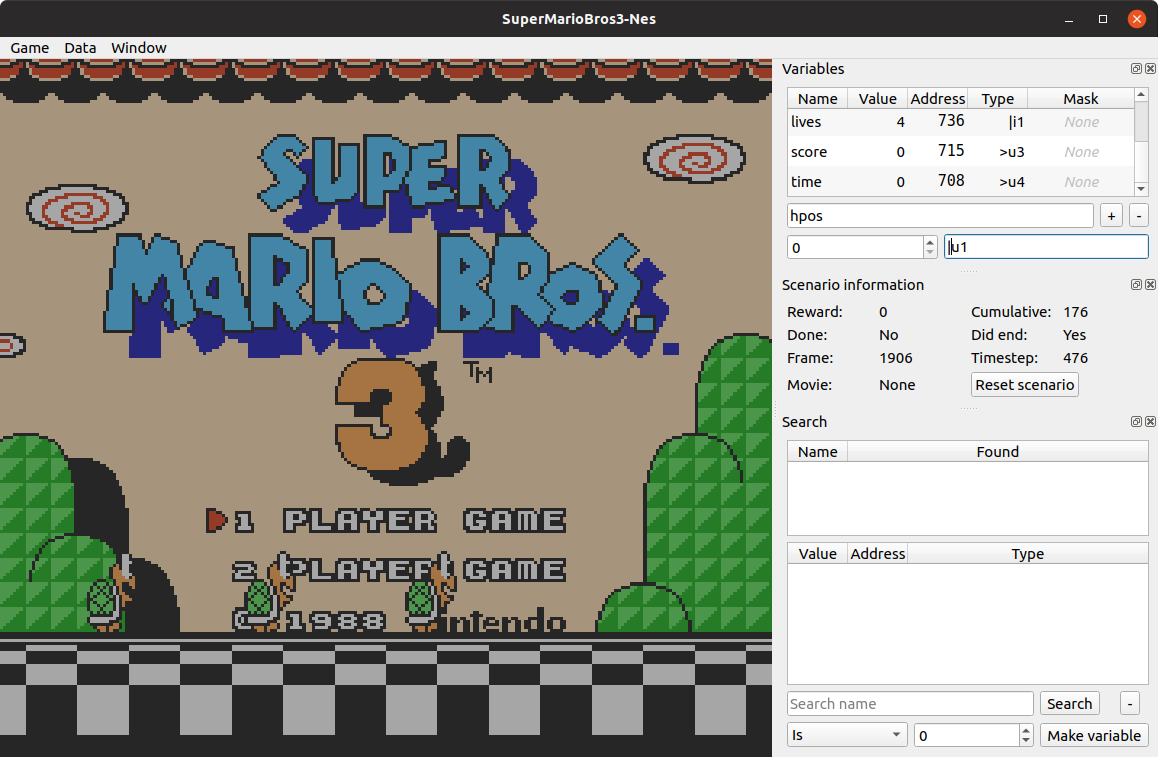 SuperMarioBros3-Nes
Game Data Window
SUPER
MARIO BROS.
3 TM
1 PLAYER GAME
2 PLAYER GAME
© 1988 Nintendo
Variables
Name Value Address Type Mask
lives 4 736 |i1 None
score 0 715 >u3 None
time 0 708 >u4 None
hpos + -
0 |u1
Scenario information
Reward: 0 Cumulative: 176
Done: No Did end: Yes
Frame: 1906 Timestep: 476
Movie: None Reset scenario
Search
Name Found
Value Address Type
Search name Search -
Is 0 Make variable